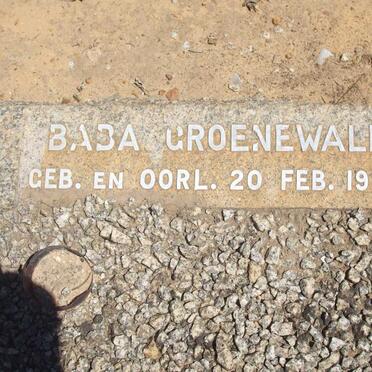 BABA GROENEWAL
GEB. EN OORL. 20 FEB. 19